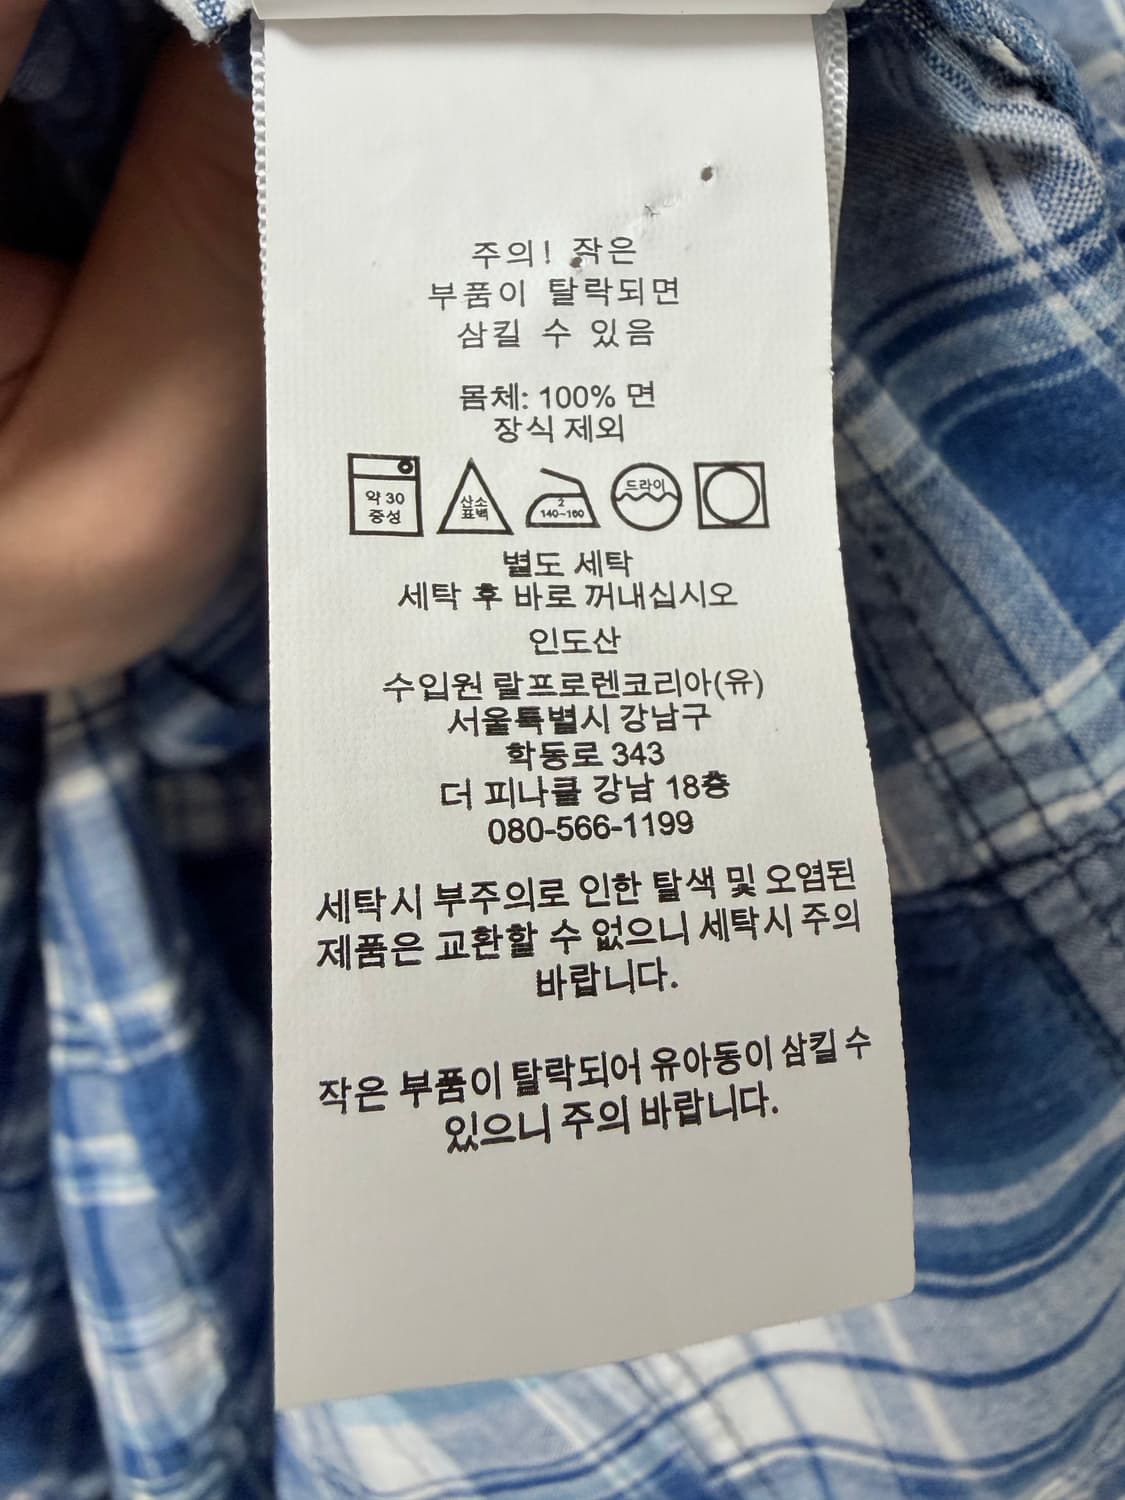 주의! 작은
부품이 탈락되면
삼킬 수 있음
몸체: 100% 면
장식 제외
약 30
중성
산소
표백
2
140~160
드라이
별도 세탁
세탁 후 바로 꺼내십시오
인도산
수입원 랄프로렌코리아(유)
서울특별시 강남구
학동로 343
더 피나클 강남 18층
080-566-1199
세탁시 부주의로 인한 탈색 및 오염된
제품은 교환할 수 없으니 세탁시 주의
바랍니다.
작은 부품이 탈락되어 유아동이 삼킬 수
있으니 주의 바랍니다.